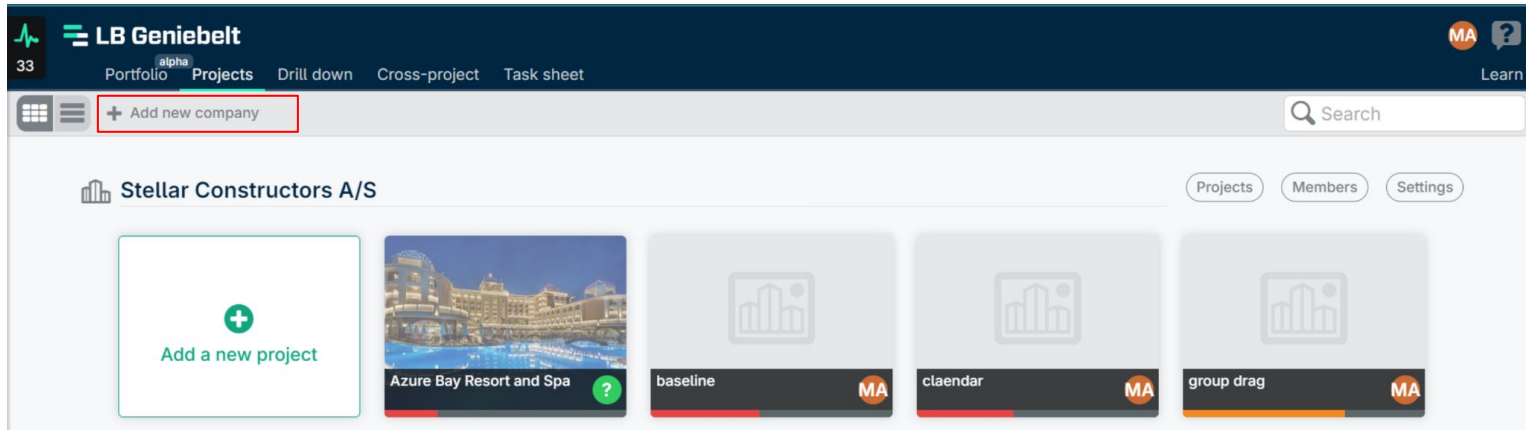 LB Geniebelt
MA
?
33
alpha
Portfolio Projects Drill down Cross-project Task sheet
Learn
+ Add new company
Search
Stellar Constructors A/S
Projects Members Settings
+
Add a new project
Azure Bay Resort and Spa ?
baseline MA
claendar MA
group drag MA